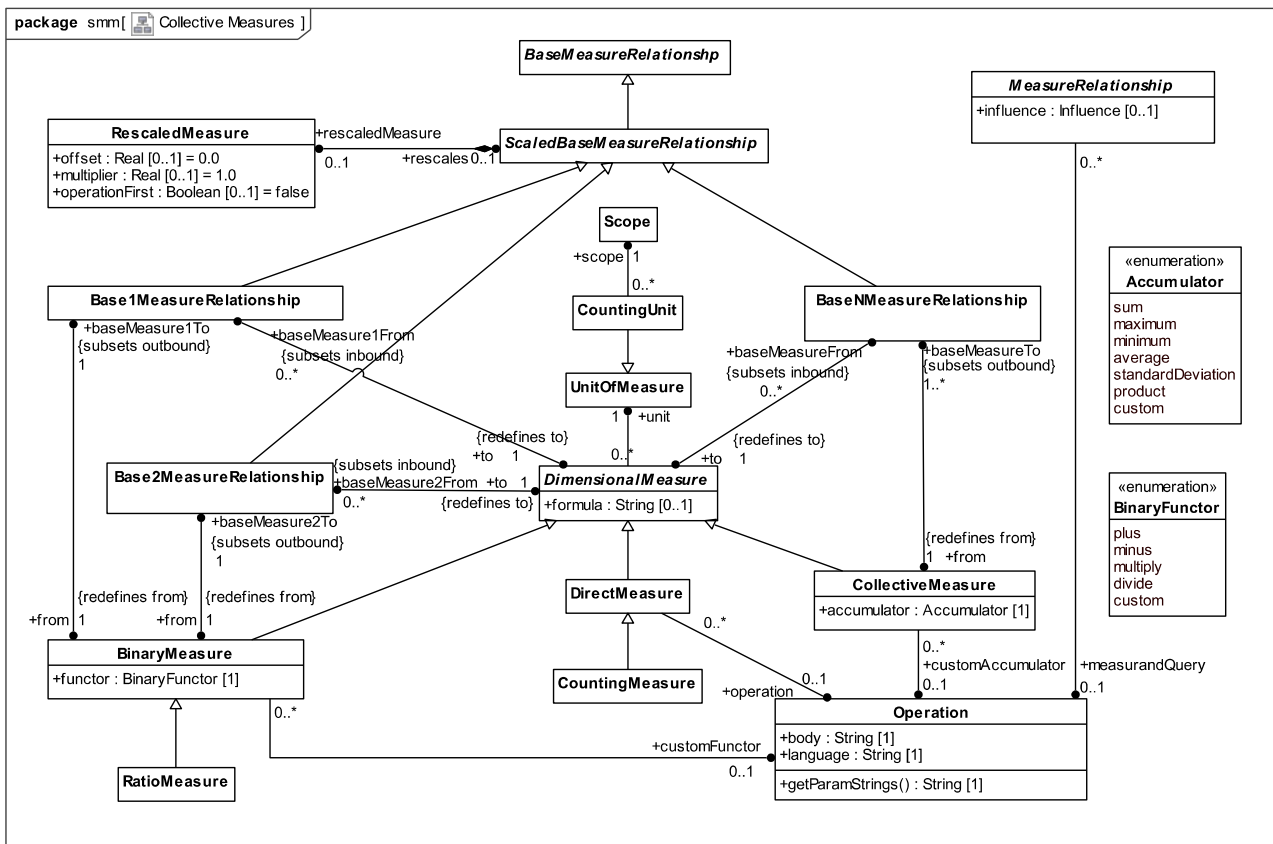 package smm[ Collective Measures ]
BaseMeasureRelationshp
MeasureRelationship
+influence : Influence [0..1]
RescaledMeasure
+offset : Real [0..1] = 0.0
+multiplier : Real [0..1] = 1.0
+operationFirst : Boolean [0..1] = false
+rescaledMeasure
0..1
+rescales
0..1
ScaledBaseMeasureRelationship
0..*
Scope
+scope
1
0..*
CountingUnit
«enumeration»
Accumulator
sum
maximum
minimum
average
standardDeviation
product
custom
Base1MeasureRelationship
BaseNMeasureRelationship
+baseMeasure1To
{subsets outbound}
1
+baseMeasure1From
{subsets inbound}
0..*
+baseMeasureFrom
{subsets inbound}
0..*
+baseMeasureTo
{subsets outbound}
1..*
UnitOfMeasure
1
+unit
0..*
{redefines to}
+to
1
{redefines to}
+to
1
Base2MeasureRelationship
{subsets inbound}
+baseMeasure2From
0..*
+to
1
{redefines to}
DimensionalMeasure
+formula : String [0..1]
«enumeration»
BinaryFunctor
plus
minus
multiply
divide
custom
+baseMeasure2To
{subsets outbound}
1
{redefines from}
1
+from
{redefines from}
+from
1
{redefines from}
+from
1
DirectMeasure
0..*
CollectiveMeasure
+accumulator : Accumulator [1]
0..*
+customAccumulator
0..1
+measurandQuery
0..1
BinaryMeasure
+functor : BinaryFunctor [1]
0..*
CountingMeasure
+operation
0..1
Operation
+body : String [1]
+language : String [1]
+getParamStrings() : String [1]
+customFunctor
0..1
RatioMeasure